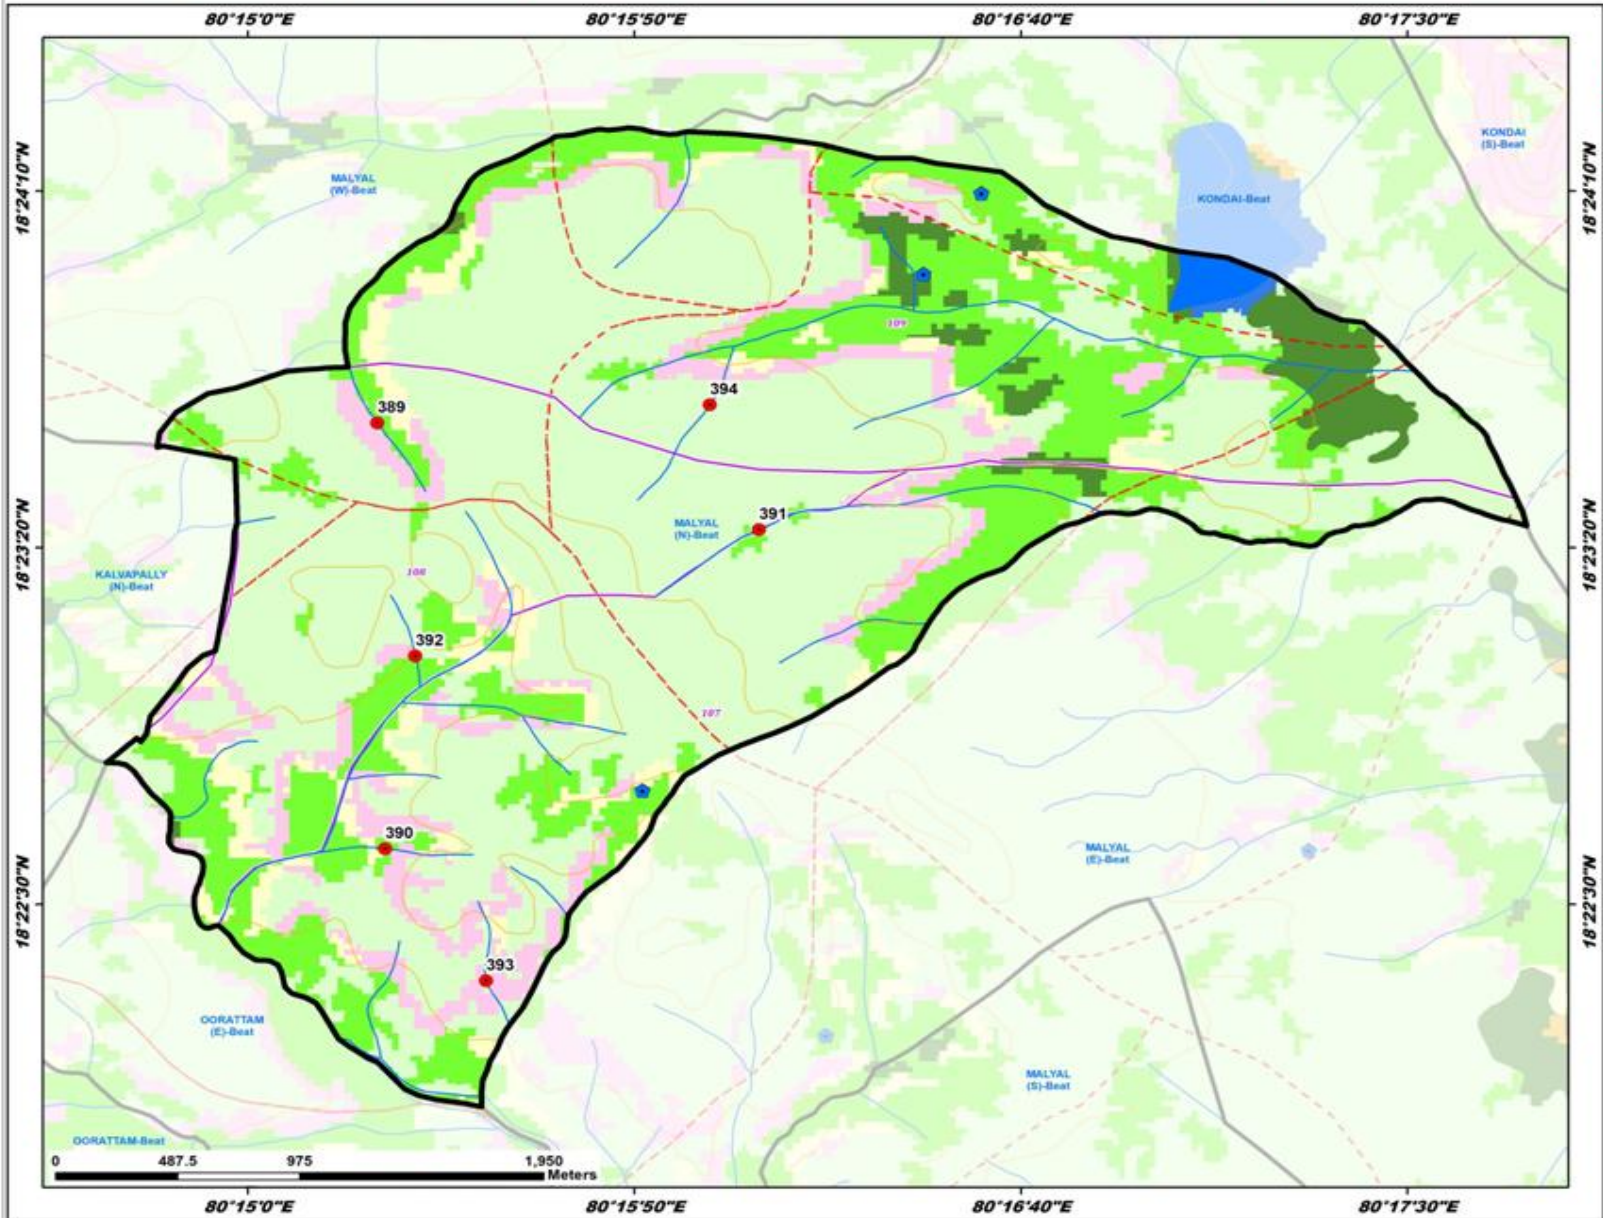 80°15'0"E
80°15'50"E
80°16'40"E
80°17'30"E
KONDAI
(S)-Beat
18°24'10"N
18°24'10"N
MALYAL
(W)-Beat
KONDAI-Beat
109
394
389
391
MALYAL
(N)-Beat
18°23'20"N
18°23'20"N
KALVAPALLY
(N)-Beat
108
392
107
390
MALYAL
(E)-Beat
18°22'30"N
18°22'30"N
393
OORATTAM
(E)-Beat
MALYAL
(S)-Beat
OORATTAM-Beat
0
487.5
975
1,950
Meters
80°15'0"E
80°15'50"E
80°16'40"E
80°17'30"E